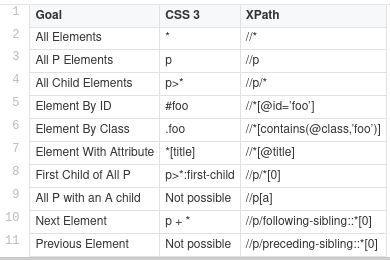 1 Goal CSS 3 XPath
2 All Elements * //*
3 All P Elements p //p
4 All Child Elements p>* //p/*
5 Element By ID #foo //*[@id=’foo’]
6 Element By Class .foo //*[contains(@class,’foo’)]
7 Element With Attribute *[title] //*[@title]
8 First Child of All P p>*:first-child //p/*[0]
9 All P with an A child Not possible //p[a]
10 Next Element p + * //p/following-sibling::*[0]
11 Previous Element Not possible //p/preceding-sibling::*[0]